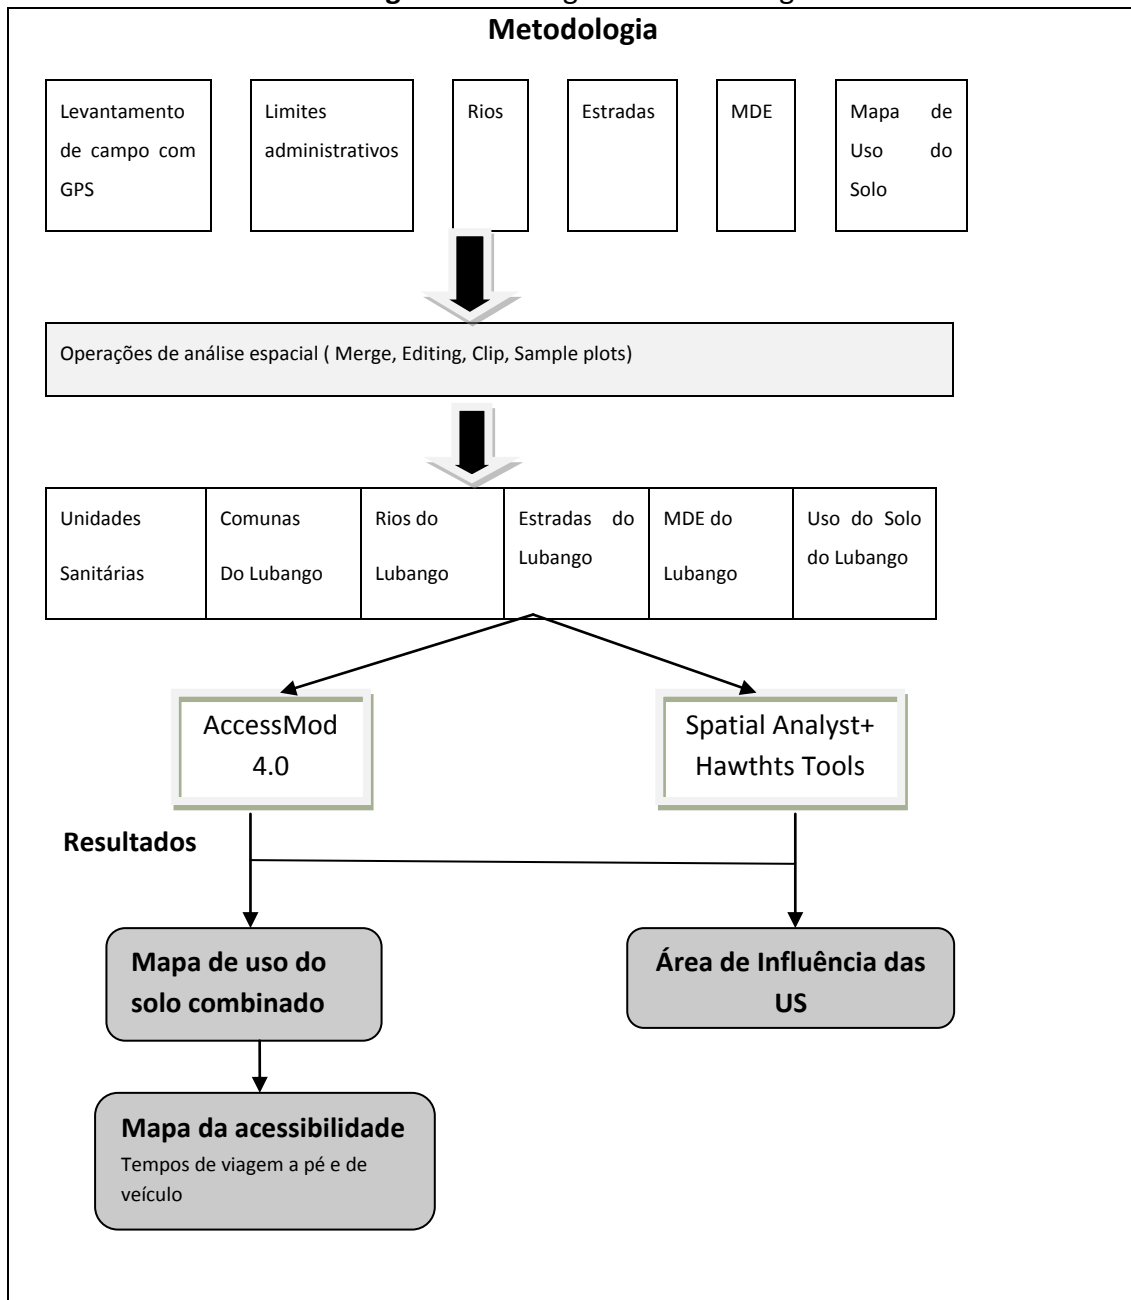 Metodologia
Levantamento
de campo com
GPS
Limites
administrativos
Rios
Estradas
MDE
Mapa de
Uso do
Solo
Operações de análise espacial ( Merge, Editing, Clip, Sample plots)
Unidades
Sanitárias
Comunas
Do Lubango
Rios do
Lubango
Estradas do
Lubango
MDE do
Lubango
Uso do Solo
do Lubango
AccessMod
4.0
Spatial Analyst+
Hawthts Tools
Resultados
Mapa de uso do
solo combinado
Área de Influência das
US
Mapa da acessibilidade
Tempos de viagem a pé e de
veículo